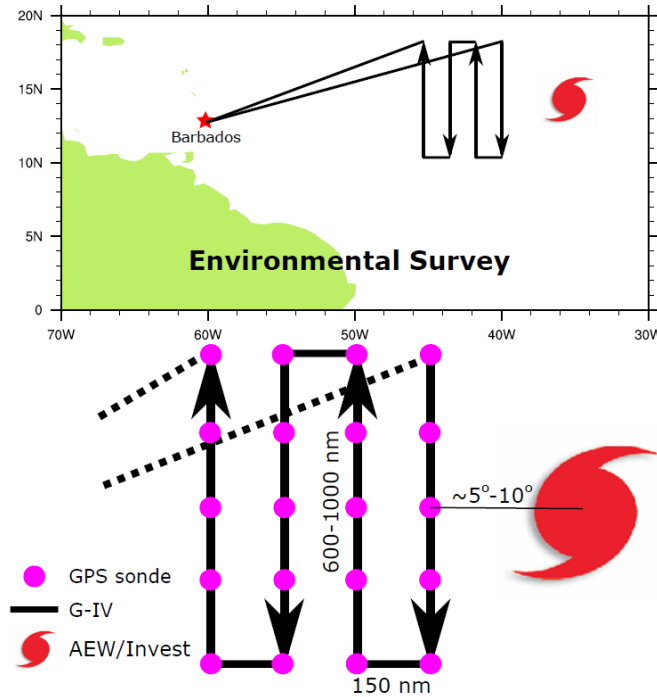 20N
15N
10N
5N
0
Barbados
Environmental Survey
70W 60W 50W 40W 30W
600-1000 nm
~5°-10°
GPS sonde
G-IV
AEW/Invest
150 nm